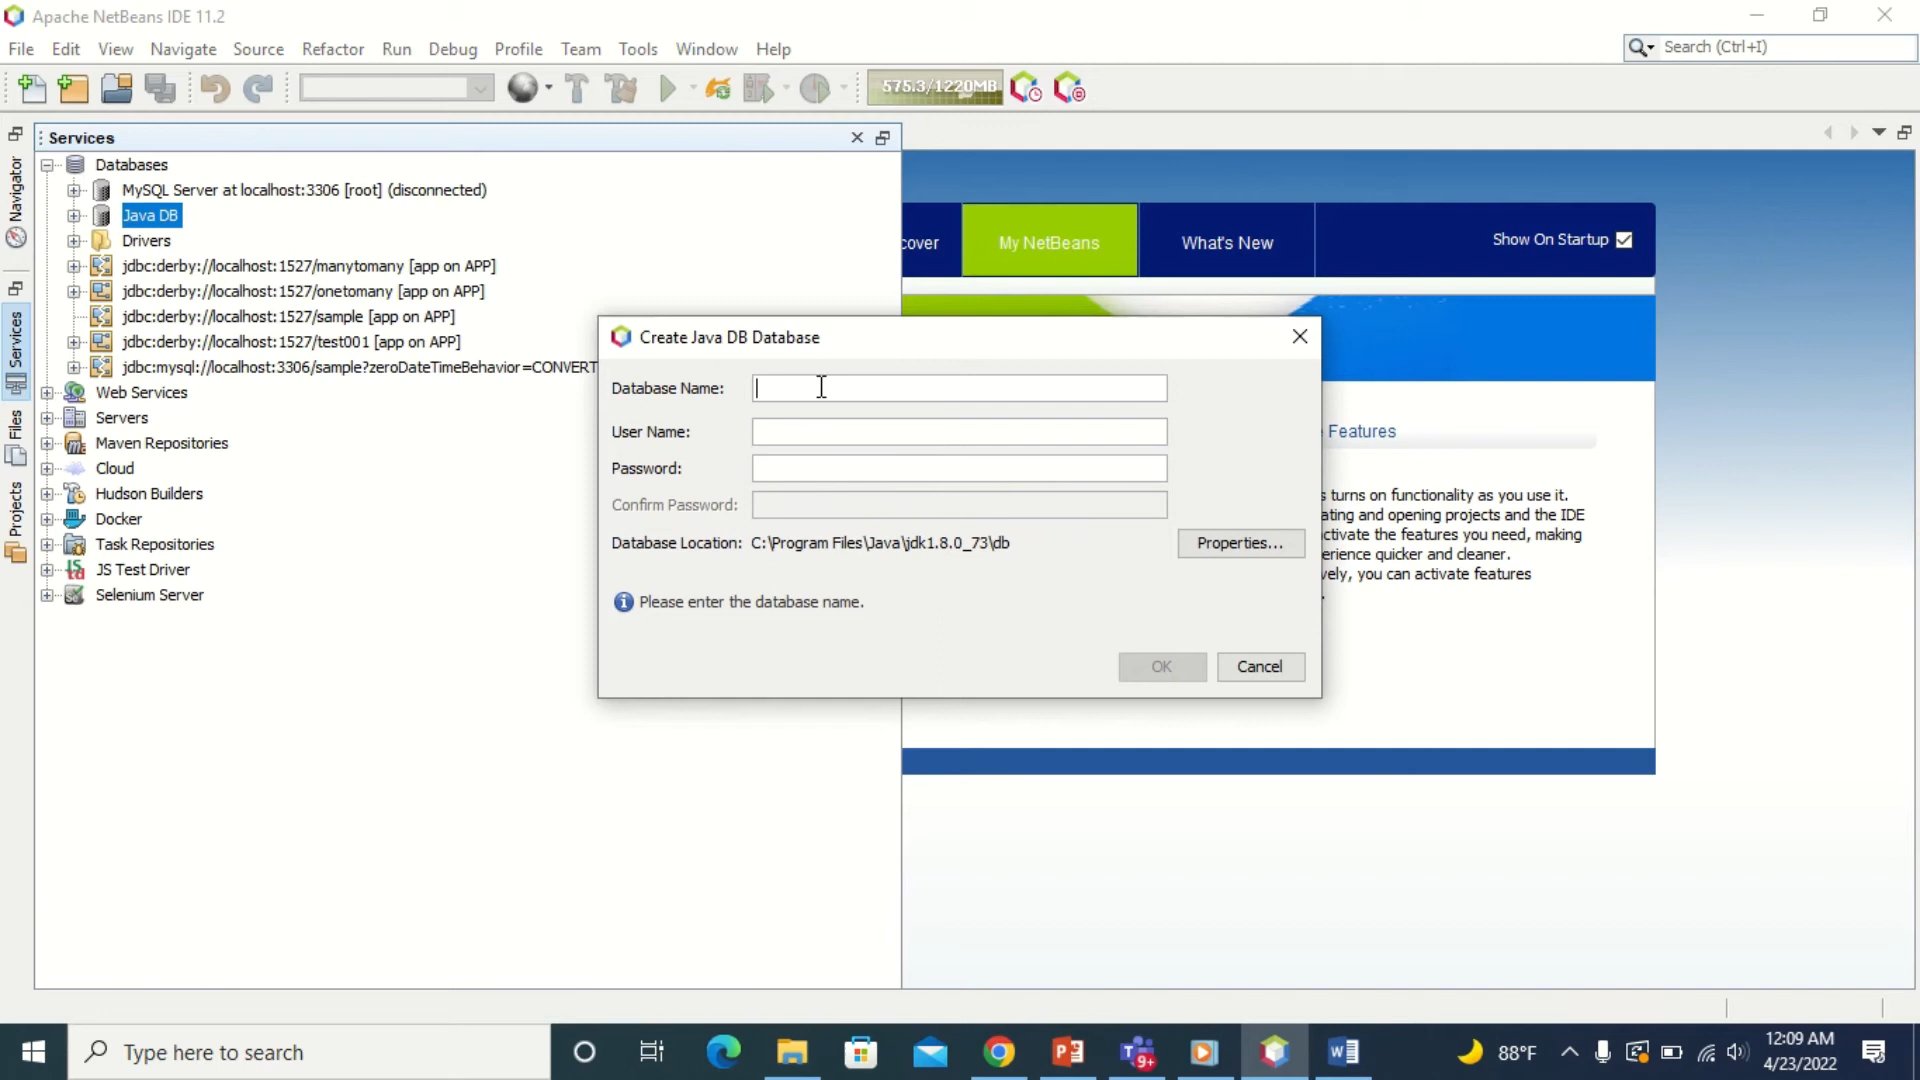 Apache NetBeans IDE 11.2
File Edit View Navigate Source Refactor Run Debug Profile Team Tools Window Help
Search (Ctrl+I)
575.3/1220MB
Navigator
Services
Files
Projects
Services
Databases
MySQL Server at localhost:3306 [root] (disconnected)
Java DB
Drivers
jdbc:derby://localhost:1527/manytomany [app on APP]
jdbc:derby://localhost:1527/onetomany [app on APP]
jdbc:derby://localhost:1527/sample [app on APP]
jdbc:derby://localhost:1527/test001 [app on APP]
jdbc:mysql://localhost:3306/sample?zeroDateTimeBehavior=CONVERT
Web Services
Servers
Maven Repositories
Cloud
Hudson Builders
Docker
Task Repositories
JS Test Driver
Selenium Server
cover
My NetBeans
What's New
Show On Startup
Create Java DB Database
Database Name:
User Name:
Password:
Confirm Password:
Database Location: C:\Program Files\Java\jdk1.8.0_73\db
Properties...
Please enter the database name.
OK
Cancel
Features
s turns on functionality as you use it.
ating and opening projects and the IDE
ctivate the features you need, making
erience quicker and cleaner.
vely, you can activate features
Type here to search
9+
88°F
12:09 AM
4/23/2022